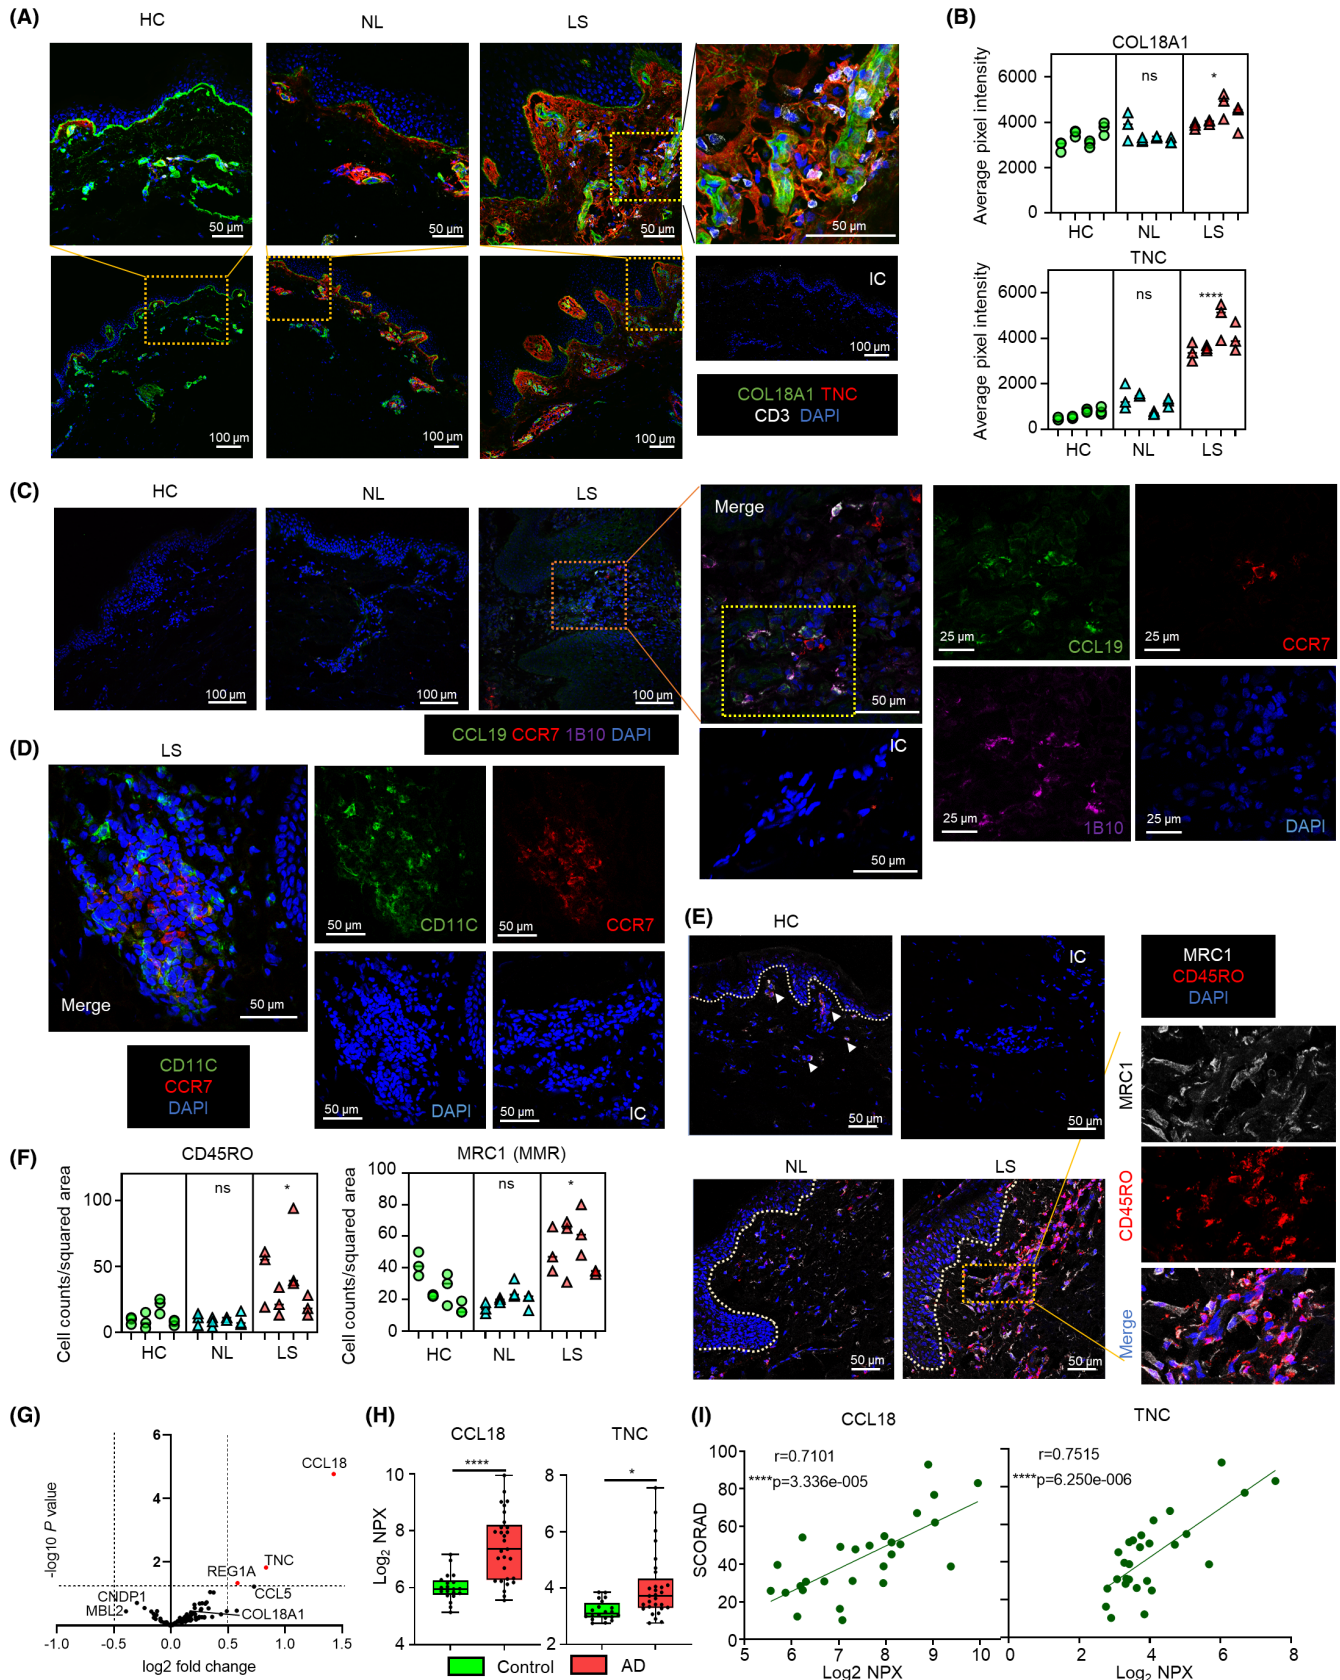 (A)
HC
NL
LS
50 µm
50 µm
50 µm
50 µm
100 µm
100 µm
100 µm
IC
100 µm
COL18A1 TNC
CD3 DAPI
(B)
COL18A1
Average pixel intensity
6000
4000
2000
0
ns
*
HC
NL
LS
TNC
Average pixel intensity
6000
4000
2000
0
ns
****
HC
NL
LS
(C)
HC
NL
LS
100 µm
100 µm
100 µm
CCL19 CCR7 1B10 DAPI
Merge
50 µm
IC
50 µm
25 µm
CCL19
25 µm
CCR7
25 µm
1B10
25 µm
DAPI
(D)
LS
Merge
50 µm
CD11C
CCR7
DAPI
50 µm
CD11C
50 µm
CCR7
50 µm
DAPI
50 µm
IC
(E)
HC
50 µm
IC
50 µm
MRC1
CD45RO
DAPI
NL
50 µm
LS
50 µm
MRC1
CD45RO
Merge
(F)
CD45RO
Cell counts/squared area
100
50
0
ns
*
HC
NL
LS
MRC1 (MMR)
Cell counts/squared area
100
80
60
40
20
0
ns
*
HC
NL
LS
(G)
-log10 P value
6
4
2
CCL18
TNC
REG1A
CCL5
CNDP1
MBL2
COL18A1
-1.0
-0.5
0.0
0.5
1.0
1.5
log2 fold change
(H)
CCL18
Log2 NPX
10
8
6
4
****
TNC
8
6
4
2
*
Control
AD
(I)
CCL18
SCORAD
100
80
60
40
20
0
r=0.7101
****p=3.336e-005
5
6
7
8
9
10
Log2 NPX
TNC
r=0.7515
****p=6.250e-006
0
2
4
6
8
Log2 NPX